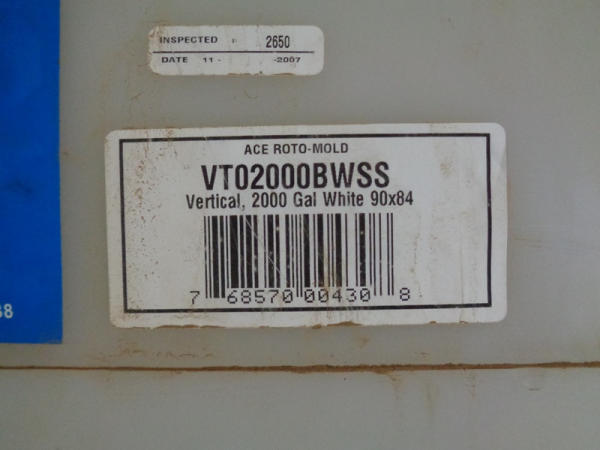 INSPECTED 2650
DATE 11 - -2007
ACE ROTO-MOLD
VT02000BWSS
Vertical, 2000 Gal White 90x84
7 68570 00430 8